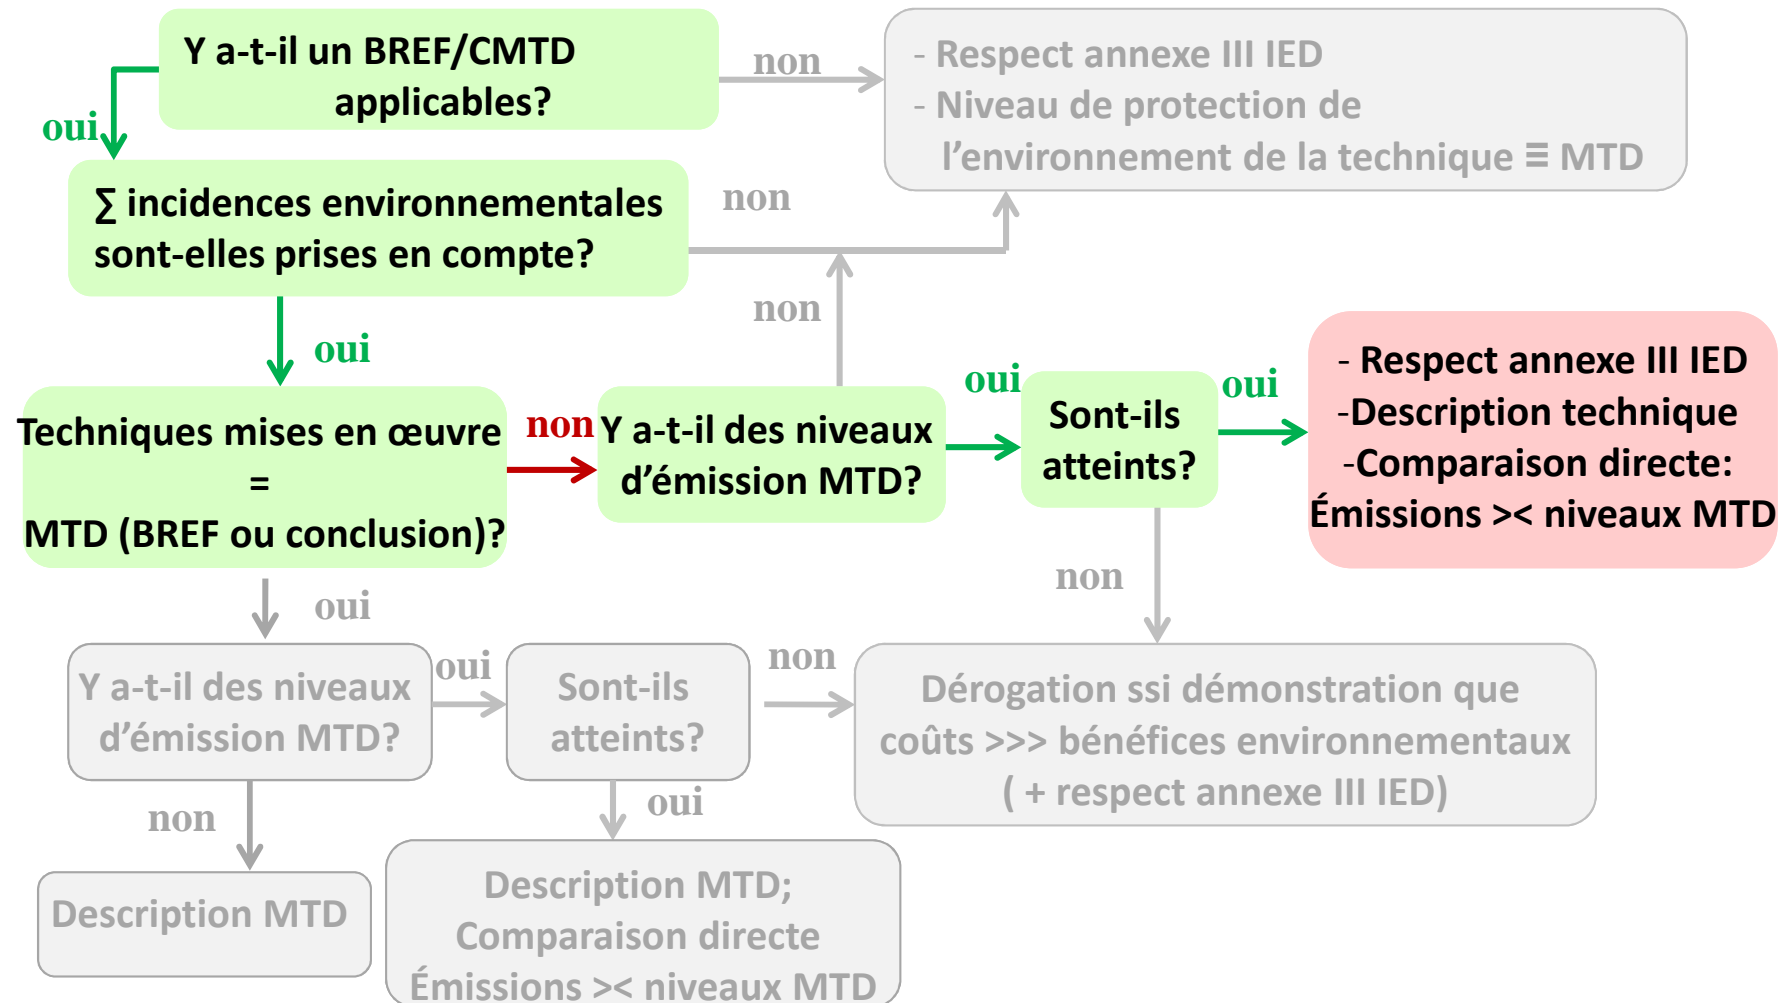 Y a-t-il un BREF/CMTD
applicables?
non
- Respect annexe III IED
- Niveau de protection de
l’environnement de la technique ≡ MTD
oui
∑ incidences environnementales
sont-elles prises en compte?
non
non
oui
Techniques mises en œuvre
=
MTD (BREF ou conclusion)?
non
Y a-t-il des niveaux
d’émission MTD?
oui
Sont-ils
atteints?
oui
- Respect annexe III IED
-Description technique
-Comparaison directe:
Émissions >< niveaux MTD
oui
non
Y a-t-il des niveaux
d’émission MTD?
oui
Sont-ils
atteints?
non
Dérogation ssi démonstration que
coûts >>> bénéfices environnementaux
( + respect annexe III IED)
non
oui
Description MTD
Description MTD;
Comparaison directe
Émissions >< niveaux MTD